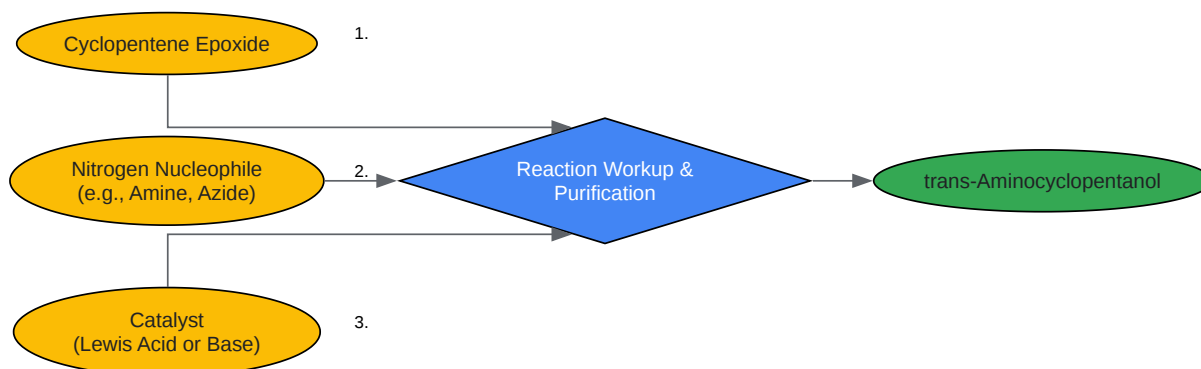 Cyclopentene Epoxide
1.
Nitrogen Nucleophile
(e.g., Amine, Azide)
2.
Reaction Workup &
Purification
trans-Aminocyclopentanol
Catalyst
(Lewis Acid or Base)
3.